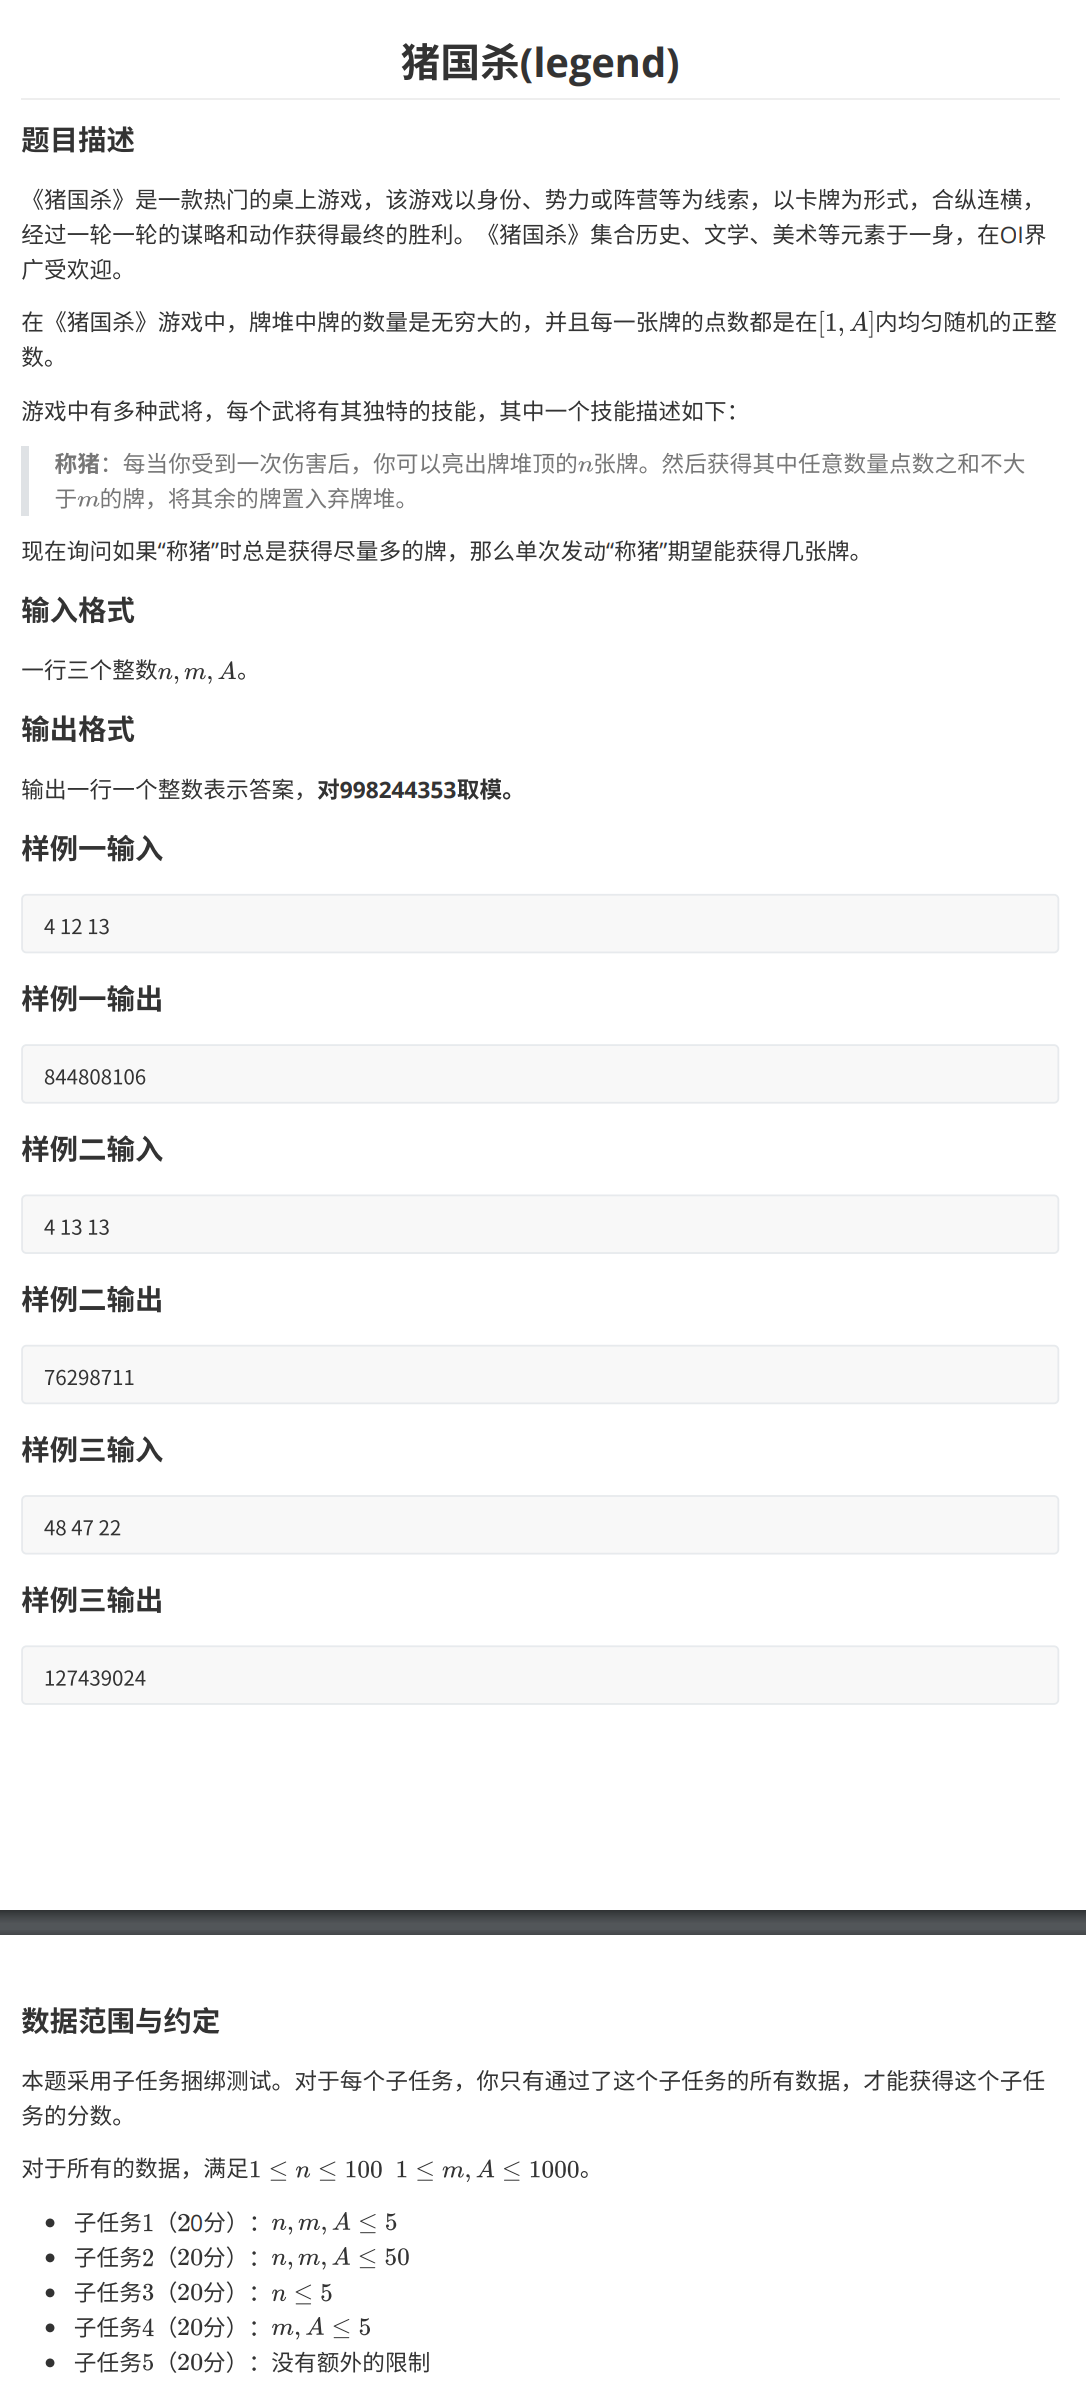 猪国杀(legend)
题目描述
《猪国杀》是一款热门的桌上游戏，该游戏以身份、势力或阵营等为线索，以卡牌为形式，合纵连横，
经过一轮一轮的谋略和动作获得最终的胜利。《猪国杀》集合历史、文学、美术等元素于一身，在OI界
广受欢迎。
在《猪国杀》游戏中，牌堆中牌的数量是无穷大的，并且每一张牌的点数都是在[1, A]内均匀随机的正整
数。
游戏中有多种武将，每个武将有其独特的技能，其中一个技能描述如下：
称猪：每当你受到一次伤害后，你可以亮出牌堆顶的n张牌。然后获得其中任意数量点数之和不大
于m的牌，将其余的牌置入弃牌堆。
现在询问如果“称猪”时总是获得尽量多的牌，那么单次发动“称猪”期望能获得几张牌。
输入格式
一行三个整数n, m, A。
输出格式
输出一行一个整数表示答案，对998244353取模。
样例一输入
4 12 13
样例一输出
844808106
样例二输入
4 13 13
样例二输出
76298711
样例三输入
48 47 22
样例三输出
127439024
数据范围与约定
本题采用子任务捆绑测试。对于每个子任务，你只有通过了这个子任务的所有数据，才能获得这个子任
务的分数。
对于所有的数据，满足1 ≤ n ≤ 100 1 ≤ m, A ≤ 1000。
• 子任务1（20分）：n, m, A ≤ 5
• 子任务2（20分）：n, m, A ≤ 50
• 子任务3（20分）：n ≤ 5
• 子任务4（20分）：m, A ≤ 5
• 子任务5（20分）：没有额外的限制